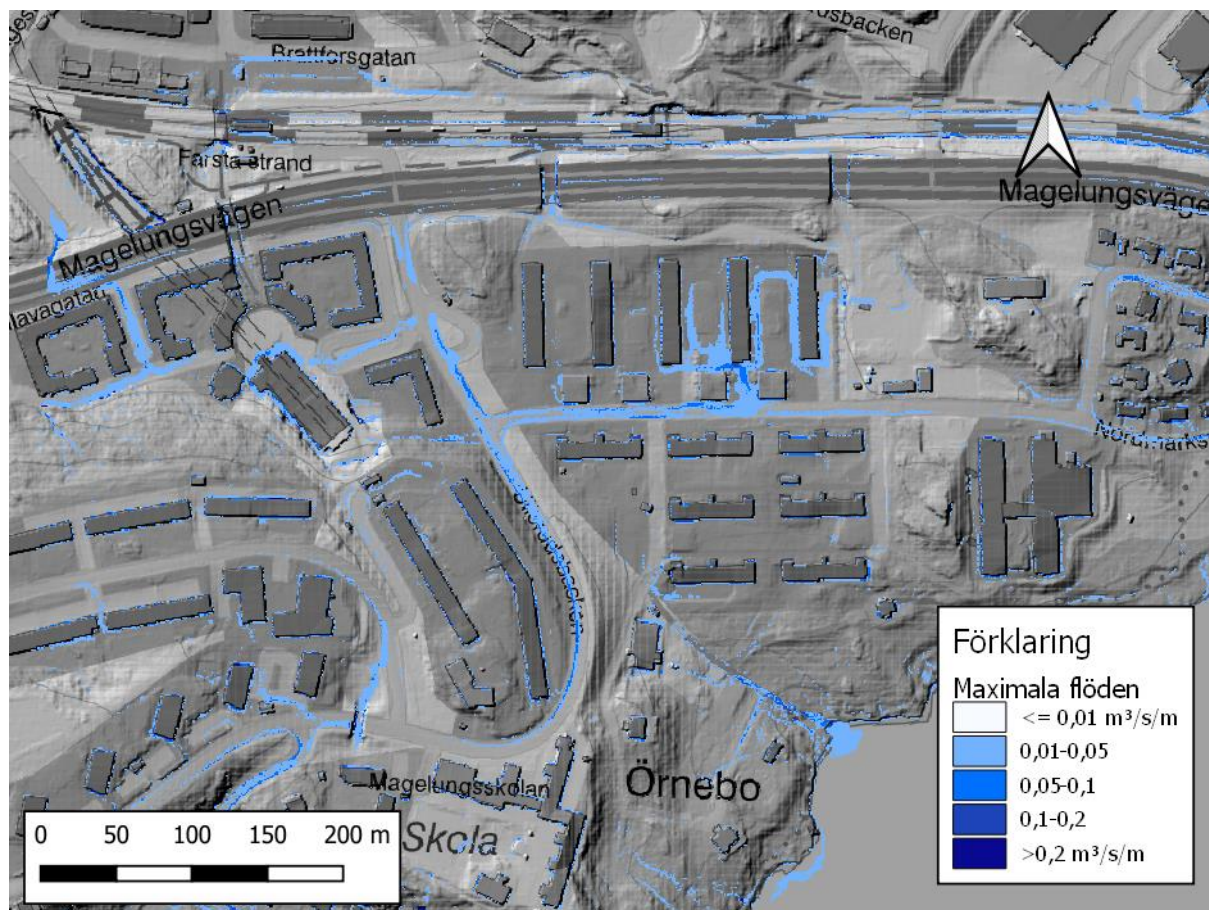 Brattforsgatan
Farsta strand
Magelungsvägen
Magelungsväge
Örnebo
Magelungsskolan
Skola
0 50 100 150 200 m
Förklaring
Maximala flöden
<= 0,01 m³/s/m
0,01-0,05
0,05-0,1
0,1-0,2
>0,2 m³/s/m